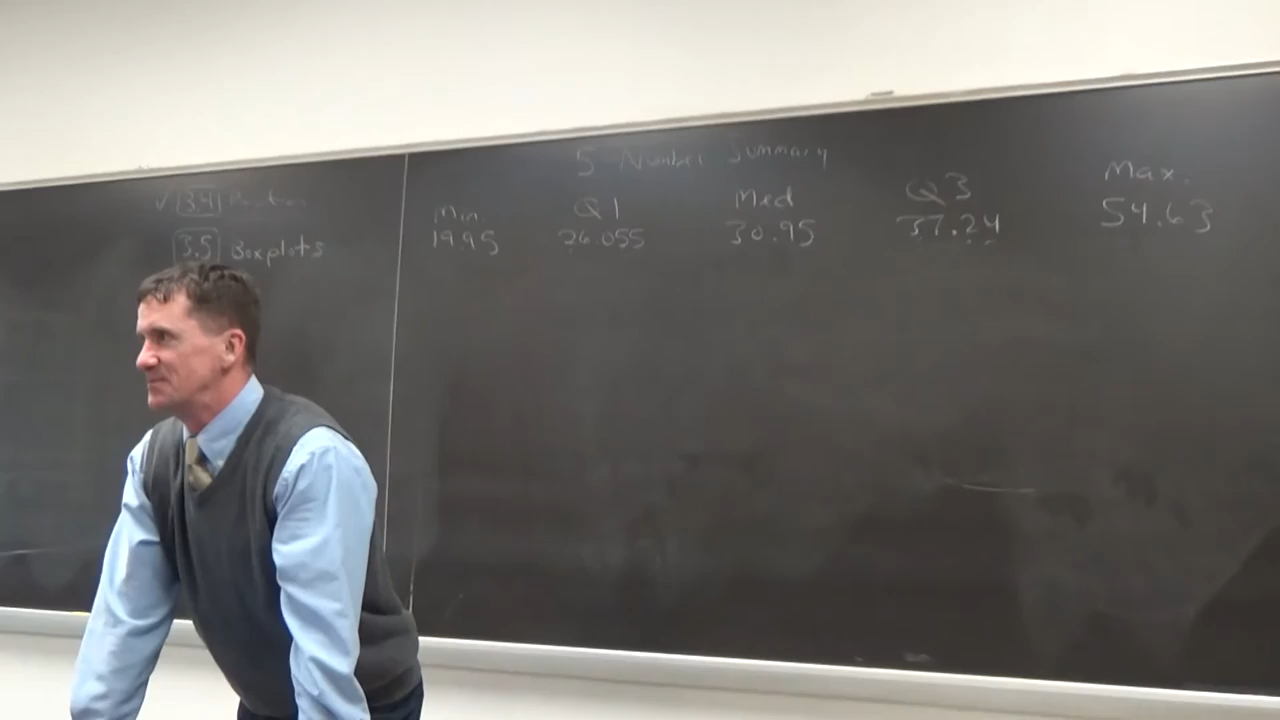 ✓ 3.4 Position
3.5 Boxplots
5 Number Summary
Min. Q1 Med Q3 Max.
19.95 26.055 30.95 37.24 54.63